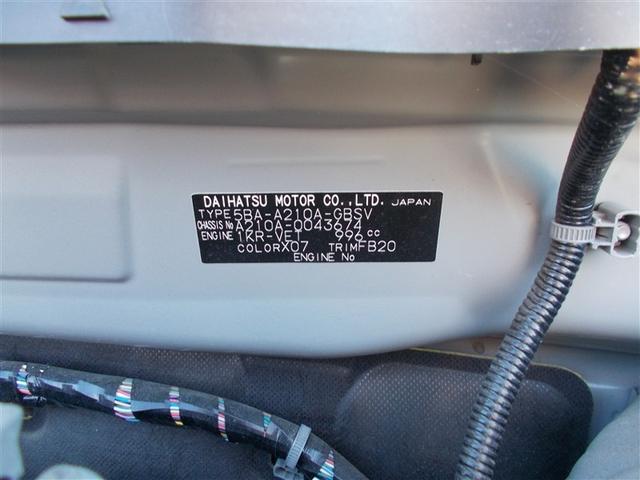 DAIHATSU MOTOR CO.,LTD. JAPAN
TYPE 5BA-A210A-GBSV
CHASSIS No A210A-0043674
ENGINE 1KR-VET 996 cc
COLOR X07 TRIM FB20
ENGINE No